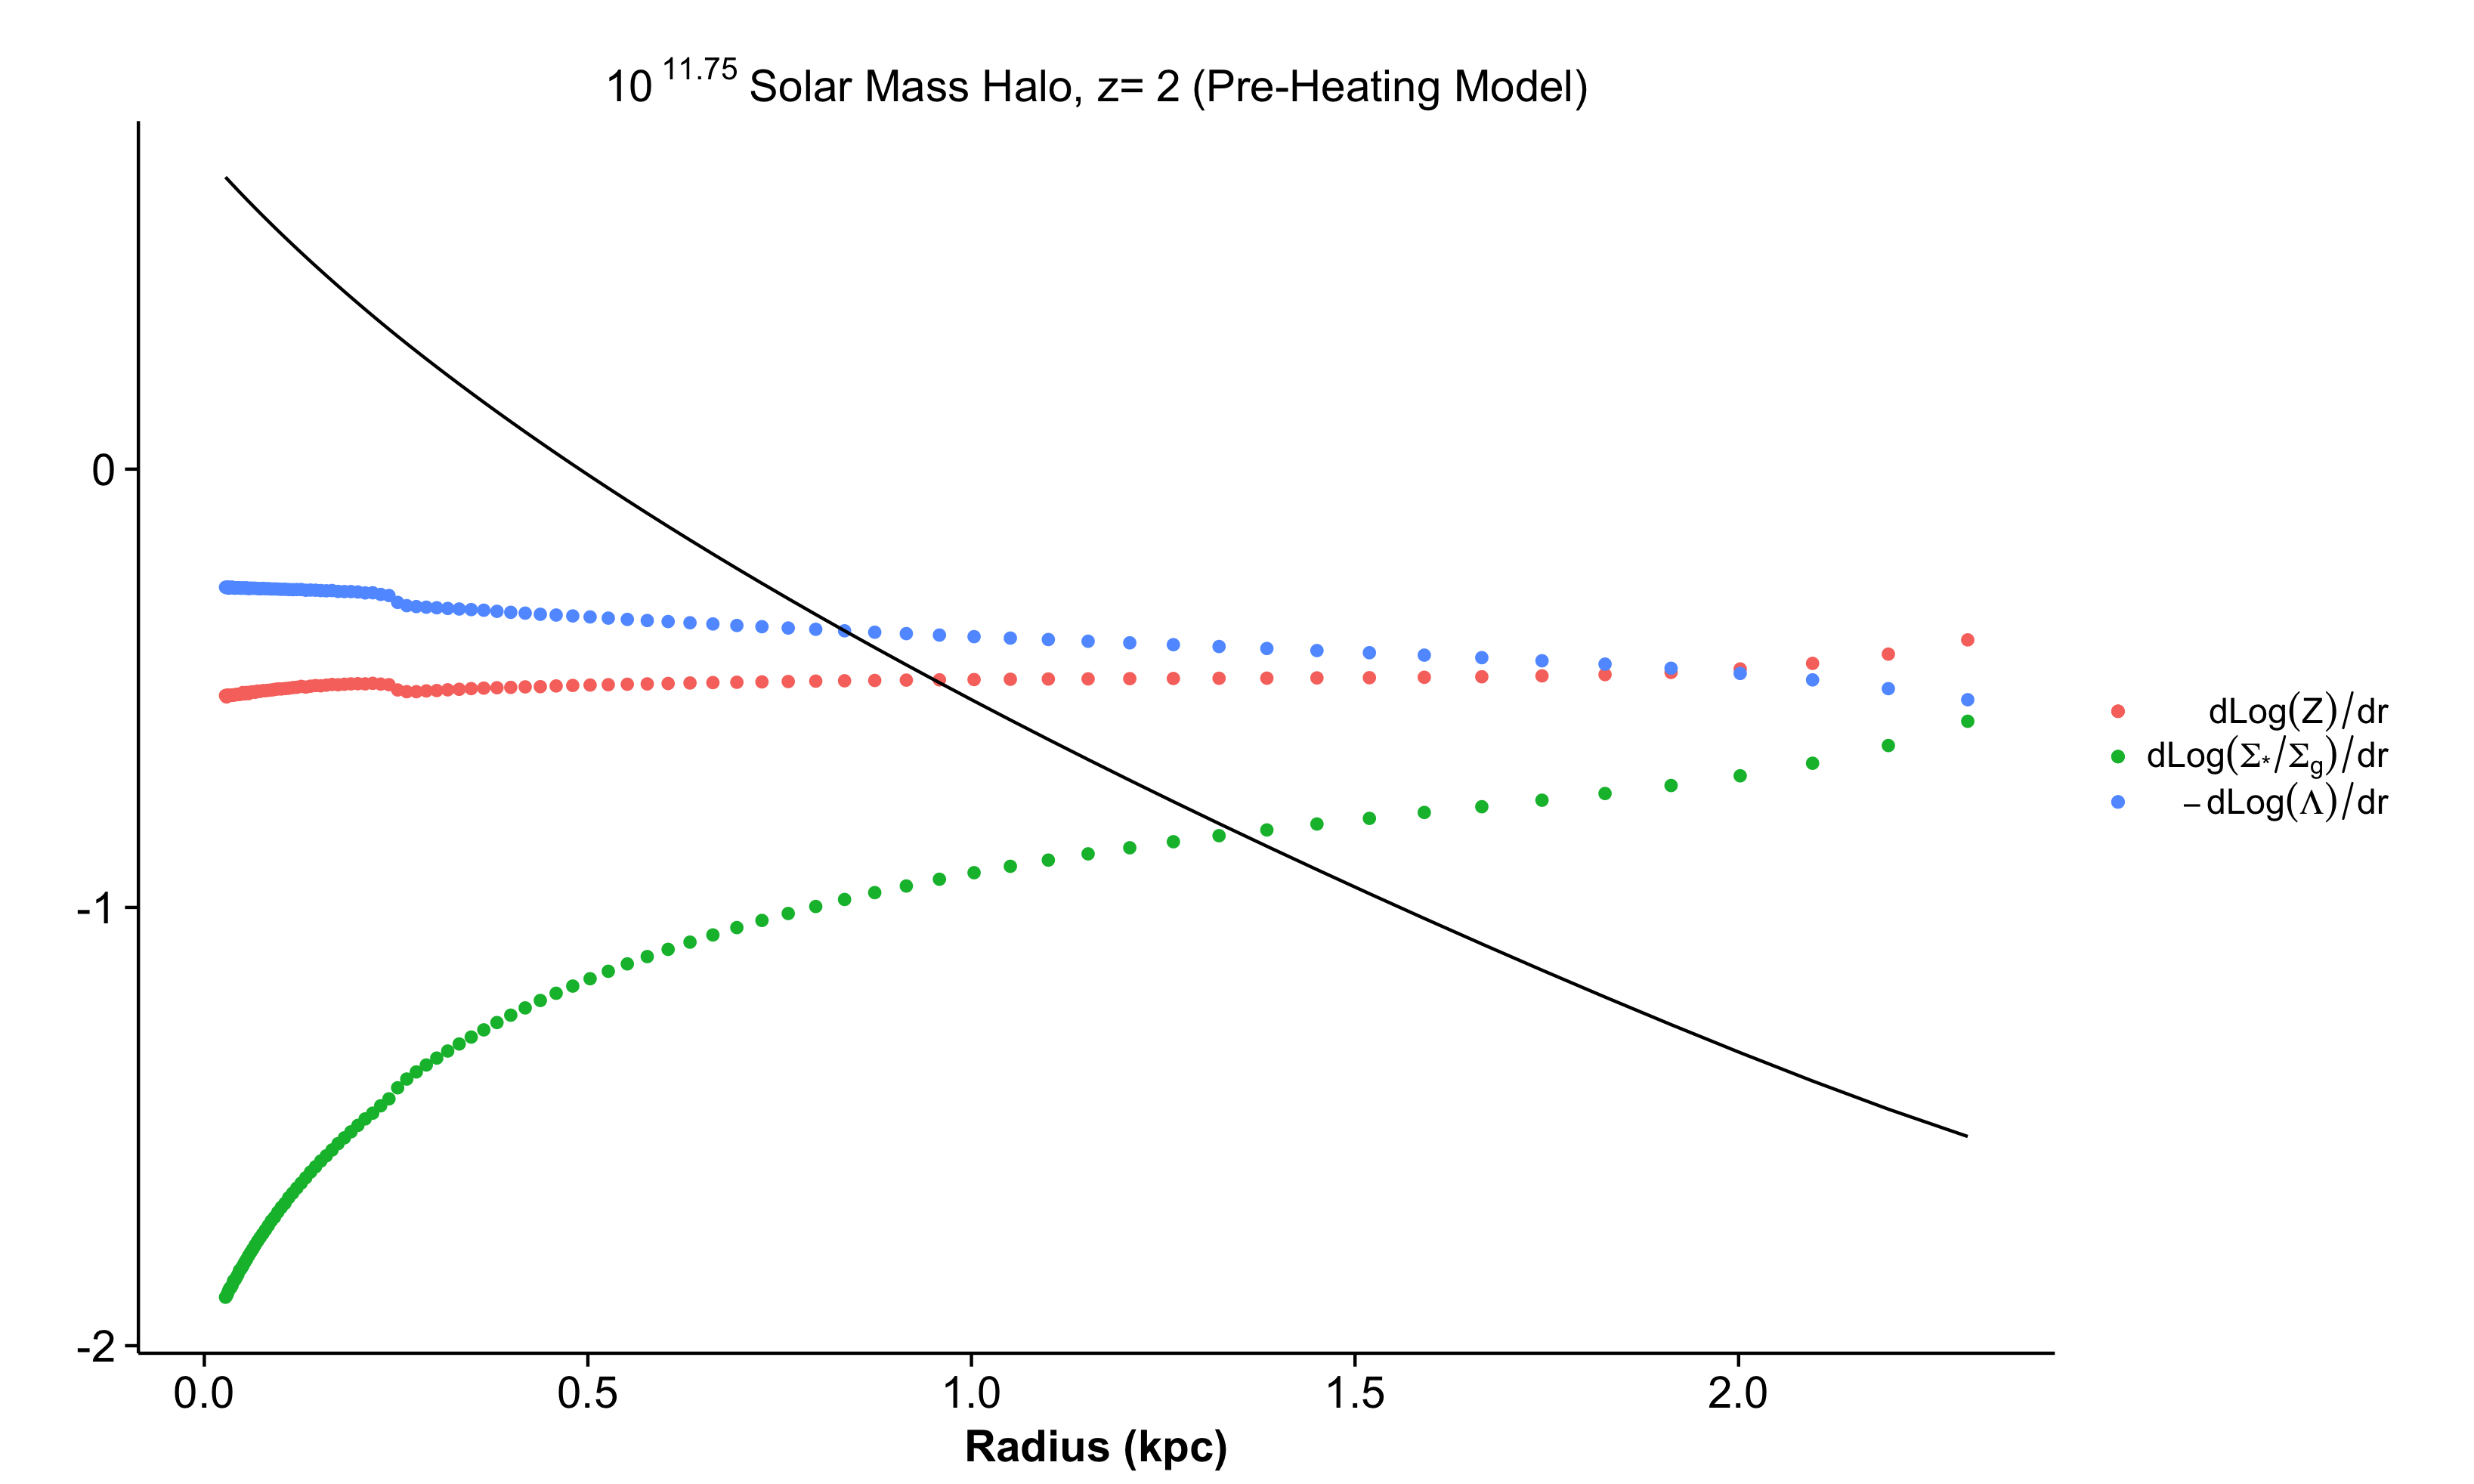 10^11.75 Solar Mass Halo, z= 2 (Pre-Heating Model)
0
-1
-2
0.0 0.5 1.0 1.5 2.0
Radius (kpc)
dLog(Z)/dr
dLog(Σ*/Σg)/dr
– dLog(Λ)/dr